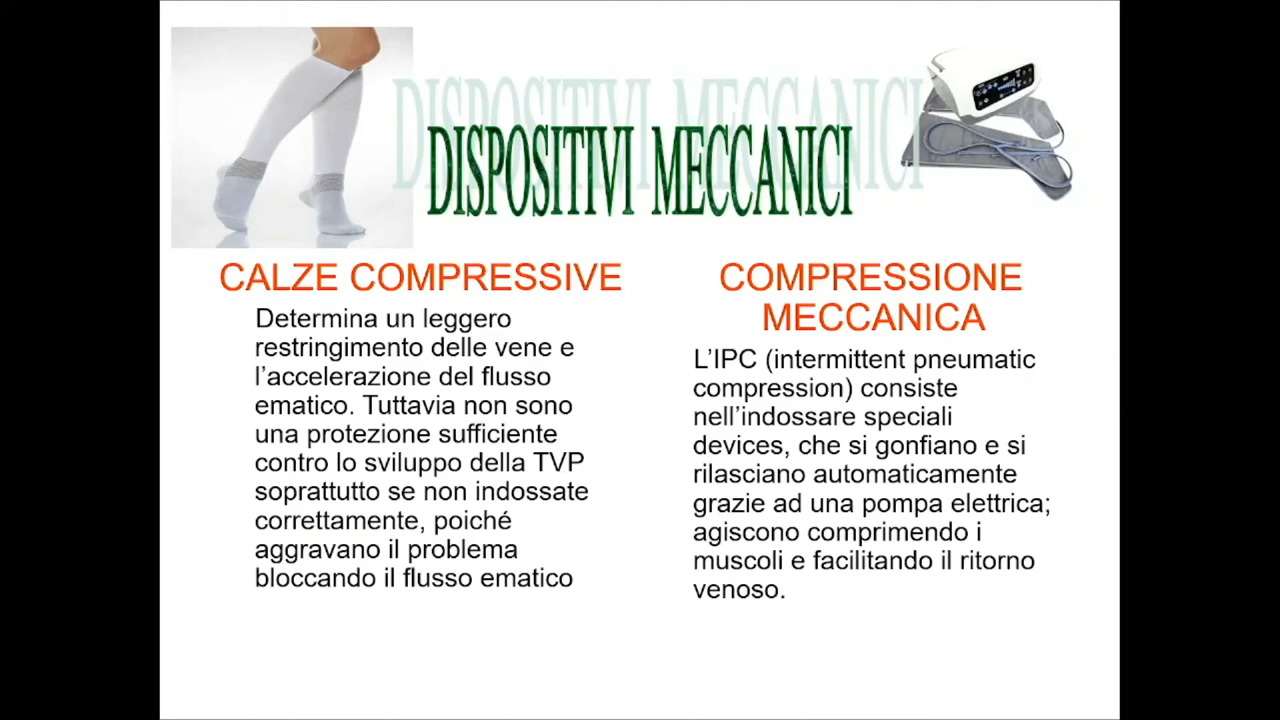 DISPOSITIVI MECCANICI
CALZE COMPRESSIVE
Determina un leggero
restringimento delle vene e
l’accelerazione del flusso
ematico. Tuttavia non sono
una protezione sufficiente
contro lo sviluppo della TVP
soprattutto se non indossate
correttamente, poiché
aggravano il problema
bloccando il flusso ematico
COMPRESSIONE
MECCANICA
L’IPC (intermittent pneumatic
compression) consiste
nell’indossare speciali
devices, che si gonfiano e si
rilasciano automaticamente
grazie ad una pompa elettrica;
agiscono comprimendo i
muscoli e facilitando il ritorno
venoso.